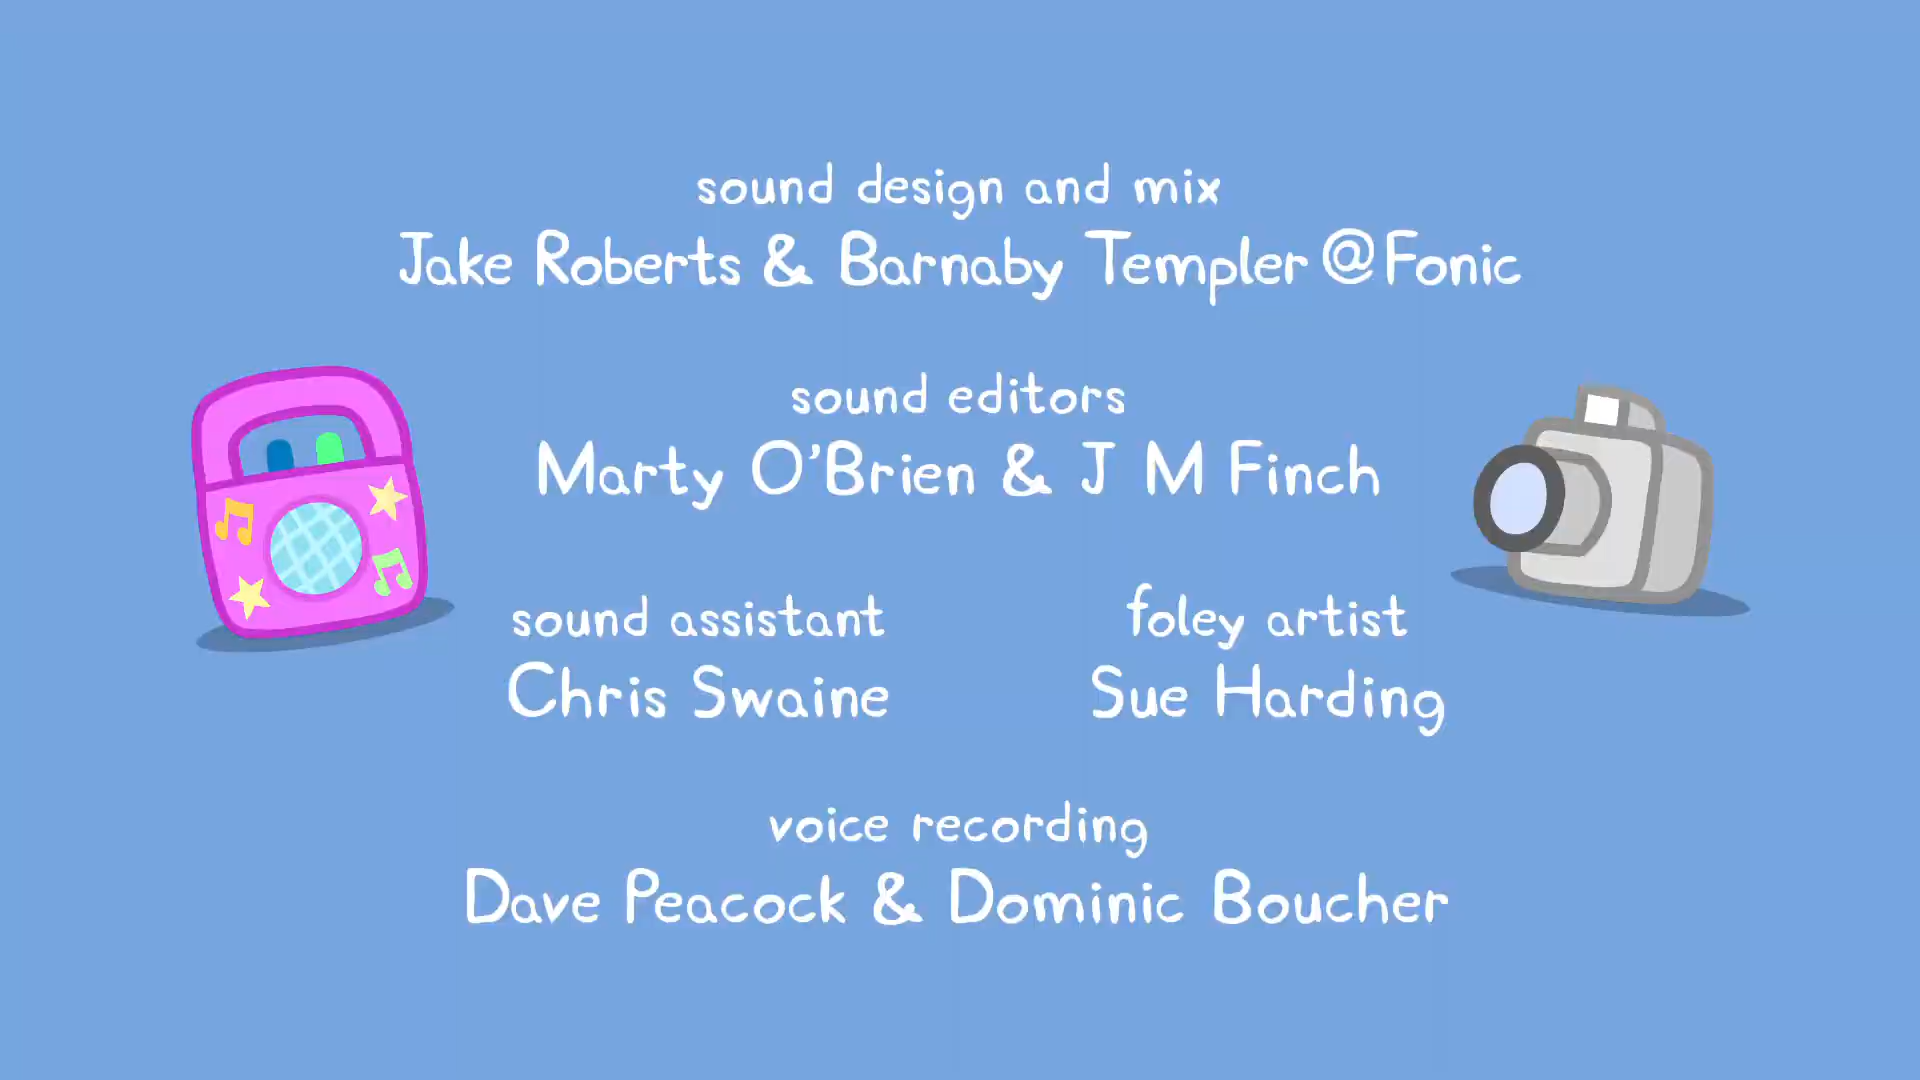 sound design and mix
Jake Roberts & Barnaby Templer @Fonic
sound editors
Marty O'Brien & J M Finch
sound assistant
Chris Swaine
foley artist
Sue Harding
voice recording
Dave Peacock & Dominic Boucher